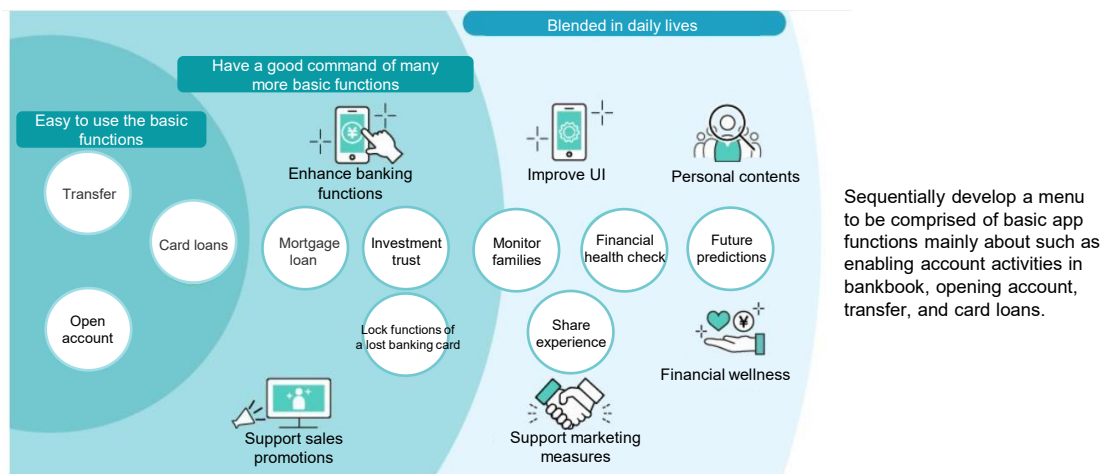 Blended in daily lives
Have a good command of many
more basic functions
Easy to use the basic
functions
Transfer
Card loans
Open
account
Enhance banking
functions
Mortgage
loan
Investment
trust
Lock functions of
a lost banking card
Support sales
promotions
Improve UI
Personal contents
Monitor
families
Financial
health check
Future
predictions
Share
experience
Financial wellness
Support marketing
measures
Sequentially develop a menu
to be comprised of basic app
functions mainly about such as
enabling account activities in
bankbook, opening account,
transfer, and card loans.